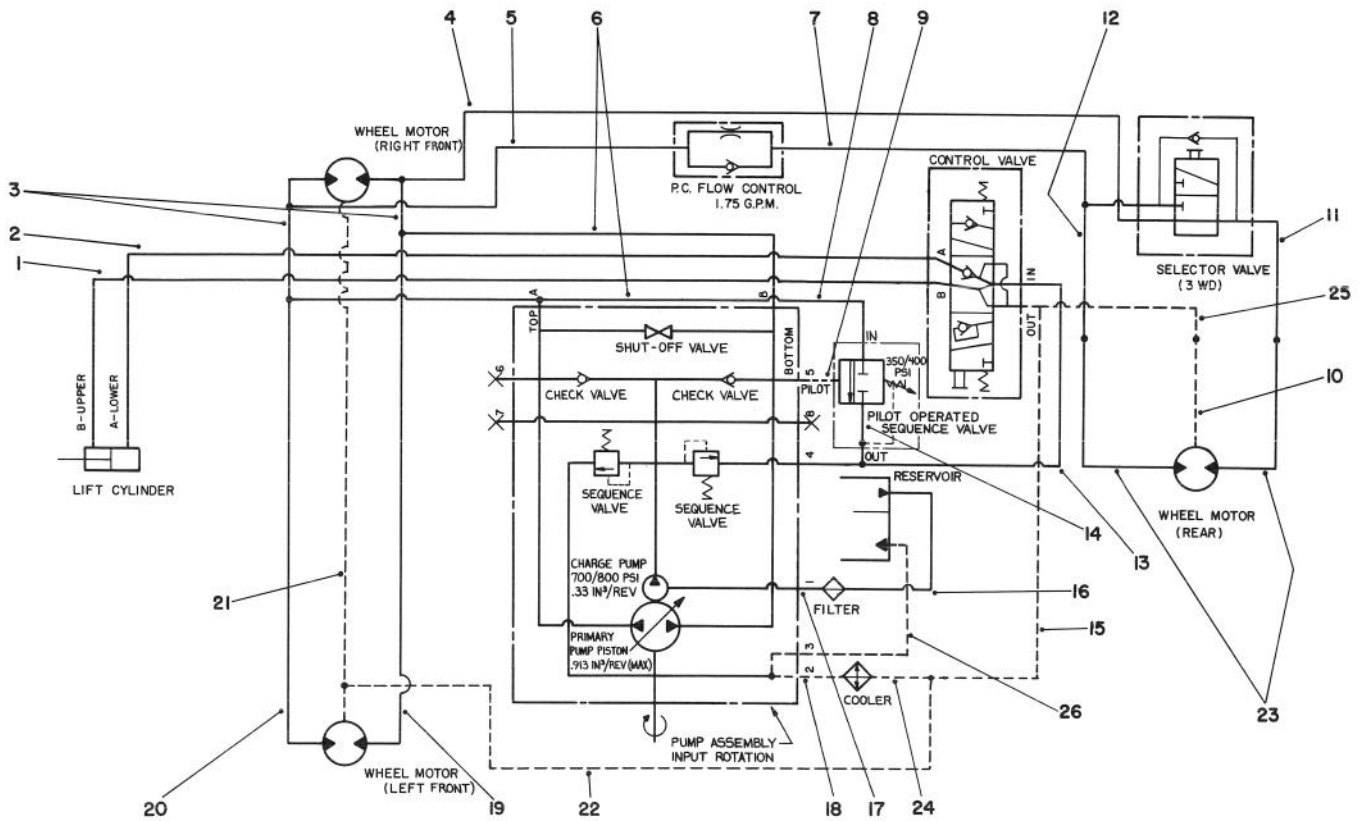 4
5
6
7
8
9
12
WHEEL MOTOR
(RIGHT FRONT)
P.C. FLOW CONTROL
1.75 G.P.M.
CONTROL VALVE
3
2
1
11
SELECTOR VALVE
(3 WD)
25
A
B
IN
OUT
A
B
TOP
BOTTOM
SHUT-OFF VALVE
IN
350/400
PSI
10
6
CHECK VALVE
CHECK VALVE
5
PILOT
PILOT OPERATED
SEQUENCE VALVE
7
8
B-UPPER
A-LOWER
LIFT CYLINDER
4
OUT
RESERVOIR
SEQUENCE
VALVE
SEQUENCE
VALVE
WHEEL MOTOR
(REAR)
14
13
21
CHARGE PUMP
700/800 PSI
.33 IN³/REV
1
FILTER
16
15
PRIMARY
PUMP PISTON
.913 IN³/REV(MAX)
3
2
COOLER
26
23
PUMP ASSEMBLY
INPUT ROTATION
WHEEL MOTOR
(LEFT FRONT)
20
19
22
18
17
24